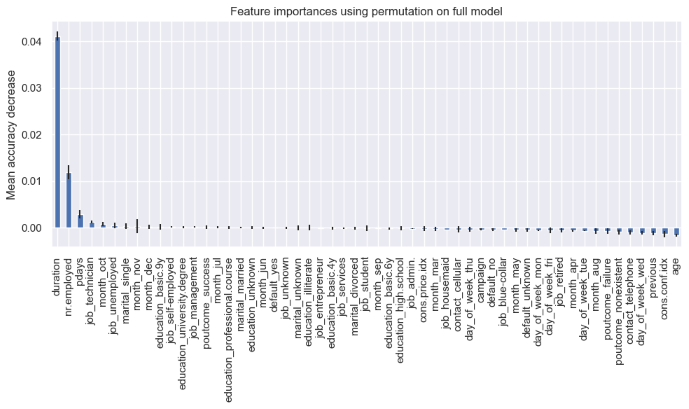 Feature importances using permutation on full model
Mean accuracy decrease
0.04
0.03
0.02
0.01
0.00
duration
nr.employed
pdays
job_technician
month_oct
job_unemployed
marital_single
month_nov
month_dec
education_basic.9y
job_self-employed
education_university.degree
job_management
poutcome_success
month_jul
education_professional.course
marital_married
education_unknown
month_jun
default_yes
job_unknown
marital_unknown
education_illiterate
job_entrepreneur
education_basic.4y
job_services
marital_divorced
job_student
month_sep
education_basic.6y
education_high.school
job_admin.
cons.price.idx
month_mar
job_housemaid
contact_cellular
day_of_week_thu
campaign
default_no
job_blue-collar
month_may
default_unknown
day_of_week_mon
day_of_week_fri
job_retired
month_apr
day_of_week_tue
month_aug
poutcome_failure
poutcome_nonexistent
contact_telephone
day_of_week_wed
previous
cons.conf.idx
age